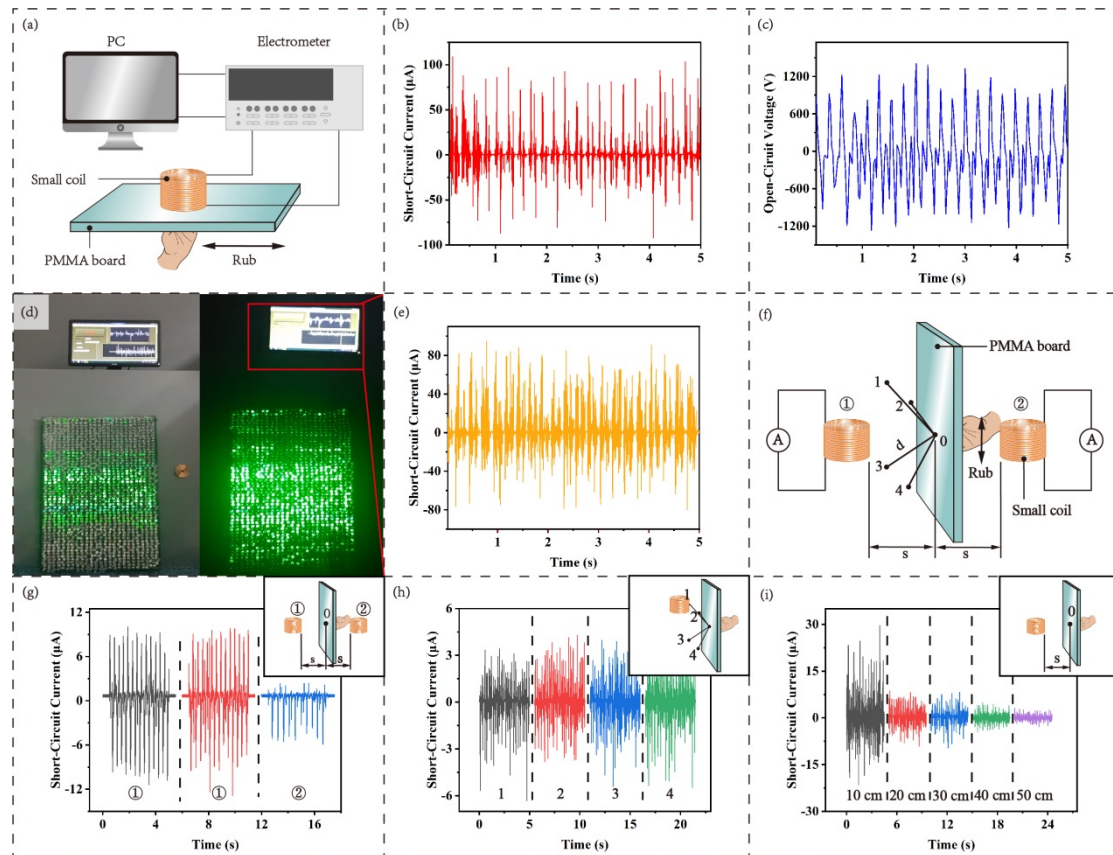 (a)
PC
Electrometer
Small coil
PMMA board
Rub
(b)
Short-Circuit Current (μA)
100
50
0
-50
-100
1
2
3
4
5
Time (s)
(c)
Open-Ciruit Voltage (V)
1200
600
0
-600
-1200
0
1
2
3
4
5
Time (s)
(d)
(e)
Short-Circuit Current (μA)
80
40
0
-40
-80
0
1
2
3
4
5
Time (s)
(f)
PMMA board
1
2
①
②
A
0
A
d
3
Rub
4
Small coil
s
s
(g)
Short-Circuit Current (μA)
12
6
0
-6
-12
① 0 ②
s
s
①
①
②
0
4
8
12
16
Time (s)
(h)
Short-Circuit Current (μA)
6
3
0
-3
-6
1
2
3
4
1
2
3
4
0
5
10
15
20
Time (s)
(i)
Short-Circuit Current (μA)
30
15
0
-15
-30
0
s
10 cm
20 cm
30 cm
40 cm
50 cm
0
6
12
18
24
Time (s)